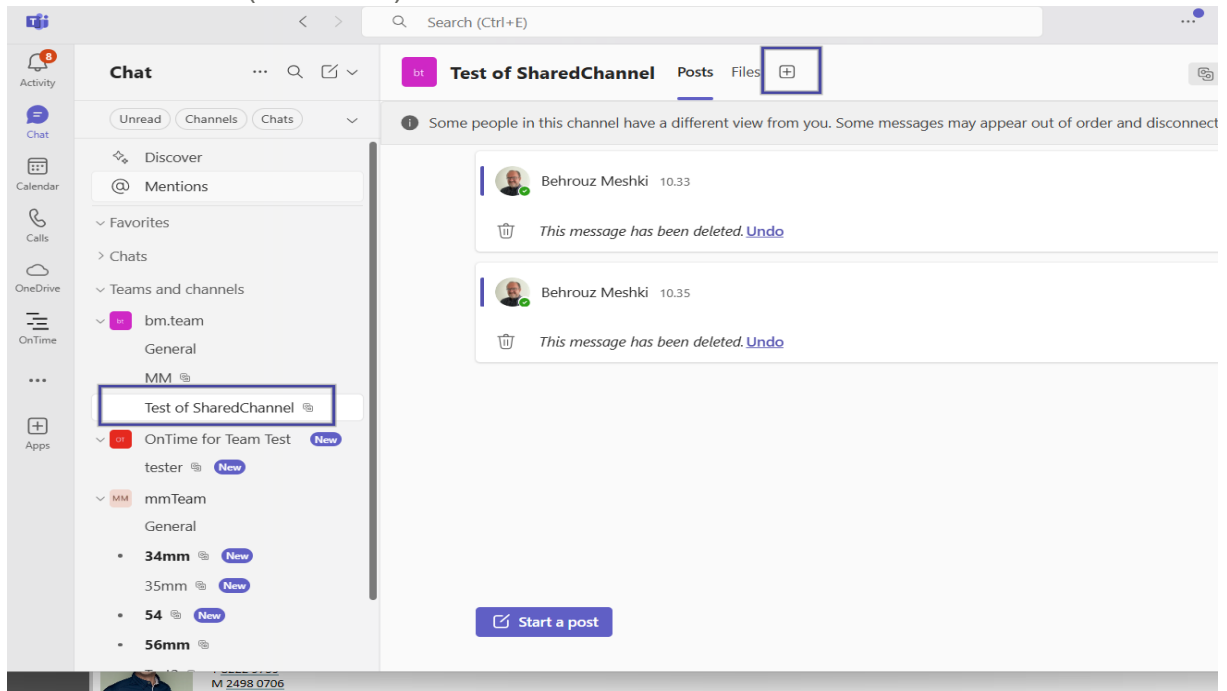 Search (Ctrl+E)
8
Activity
Chat
Calendar
Calls
OneDrive
OnTime
Apps
Chat
Unread Channels Chats
Discover
Mentions
Favorites
Chats
Teams and channels
bt bm.team
General
MM
Test of SharedChannel
OT OnTime for Team Test New
tester New
MM mmTeam
General
34mm New
35mm New
54 New
56mm
bt Test of SharedChannel Posts Files
Some people in this channel have a different view from you. Some messages may appear out of order and disconnect
Behrouz Meshki 10.33
This message has been deleted. Undo
Behrouz Meshki 10.35
This message has been deleted. Undo
Start a post
M 2498 0706